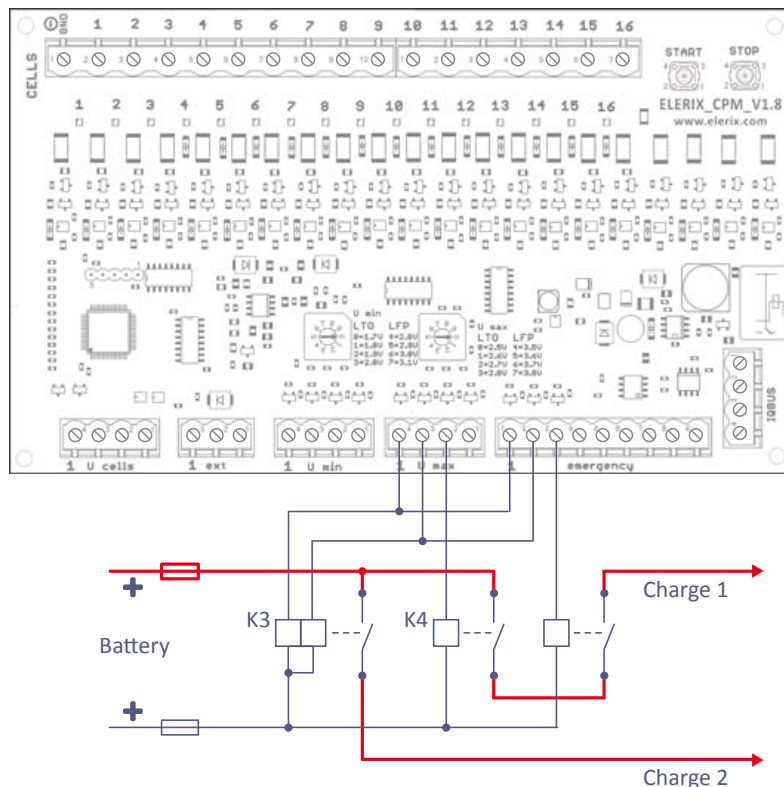 GND 1 2 3 4 5 6 7 8 9 10 11 12 13 14 15 16
CELLS
START STOP
1 2 3 4 5 6 7 8 9 10 11 12 13 14 15 16
ELERIX_CPM_V1.8
www.elerix.com
U min
LTO LFP
0=1.7V 4=2.8V
1=1.8V 5=2.9V
2=1.9V 6=3.0V
3=2.0V 7=3.1V
U max
LTO LFP
0=2.5V 4=3.5V
1=2.6V 5=3.6V
2=2.7V 6=3.7V
3=2.8V 7=3.8V
IQBUS
1 U cells
1 ext
1 U min
1 U max
1 emergency
+
Charge 1
K3
K4
Battery
+
Charge 2